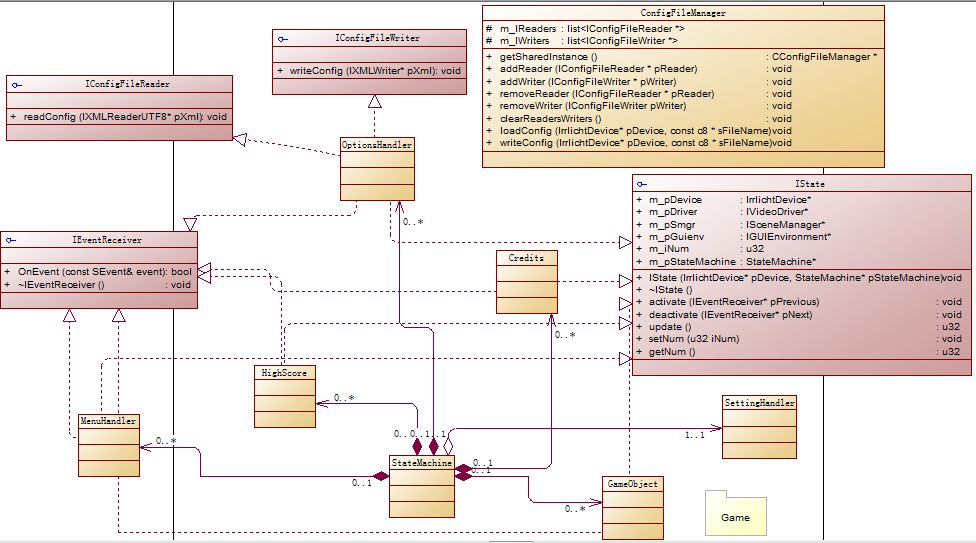 ConfigFileManager
# m_IReaders : list<IConfigFileReader *>
# m_IWriters : list<IConfigFileWriter *>
+ getSharedInstance () : CConfigFileManager *
+ addReader (IConfigFileReader * pReader) : void
+ addWriter (IConfigFileWriter * pWriter) : void
+ removeReader (IConfigFileReader * pReader) : void
+ removeWriter (IConfigFileWriter pWriter) : void
+ clearReadersWriters () : void
+ loadConfig (IrrlichtDevice* pDevice, const c8 * sFileName)void
+ writeConfig (IrrlichtDevice* pDevice, const c8 * sFileName)void
IConfigFileWriter
+ writeConfig (IXMLWriter* pXml): void
IConfigFileReader
+ readConfig (IXMLReaderUTF8* pXml): void
OptionsHandler
0..*
IState
+ m_pDevice : IrrlichtDevice*
+ m_pDriver : IVideoDriver*
+ m_pSmgr : ISceneManager*
+ m_pGuienv : IGUIEnvironment*
+ m_iNum : u32
+ m_pStateMachine : StateMachine*
+ IState (IrrlichtDevice* pDevice, StateMachine* pStateMachine)void
+ ~IState ()
+ activate (IEventReceiver* pPrevious) : void
+ deactivate (IEventReceiver* pNext) : void
+ update () : u32
+ setNum (u32 iNum) : void
+ getNum () : u32
IEventReceiver
+ OnEvent (const SEvent& event): bool
+ ~IEventReceiver () : void
Credits
0..*
HighScore
0..*
SettingHandler
1..1
MenuHandler
0..*
0..0..1..1
StateMachine
0..1
0..1
0..1
GameObject
0..*
Game